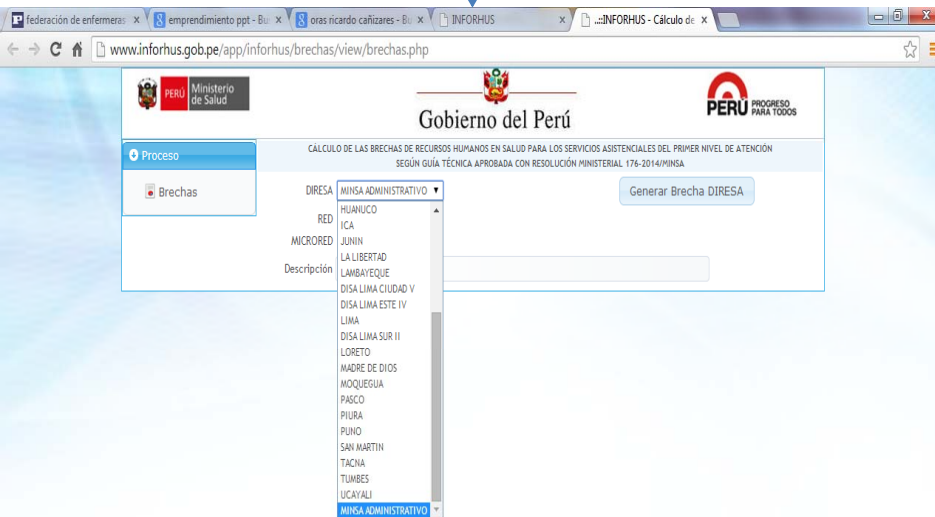 federación de enfermeras
emprendimiento ppt - Bu
oras ricardo cañizares - Bu
INFORHUS
..::INFORHUS - Cálculo de
www.inforhus.gob.pe/app/inforhus/brechas/view/brechas.php
PERÚ
Ministerio
de Salud
Gobierno del Perú
PERÚ
PROGRESO
PARA TODOS
Proceso
Brechas
CÁLCULO DE LAS BRECHAS DE RECURSOS HUMANOS EN SALUD PARA LOS SERVICIOS ASISTENCIALES DEL PRIMER NIVEL DE ATENCIÓN
SEGÚN GUÍA TÉCNICA APROBADA CON RESOLUCIÓN MINISTERIAL 176-2014/MINSA
DIRESA MINSA ADMINISTRATIVO
Generar Brecha DIRESA
RED
MICRORED
Descripción
HUANUCO
ICA
JUNIN
LA LIBERTAD
LAMBAYEQUE
DISA LIMA CIUDAD V
DISA LIMA ESTE IV
LIMA
DISA LIMA SUR II
LORETO
MADRE DE DIOS
MOQUEGUA
PASCO
PIURA
PUNO
SAN MARTIN
TACNA
TUMBES
UCAYALI
MINSA ADMINISTRATIVO